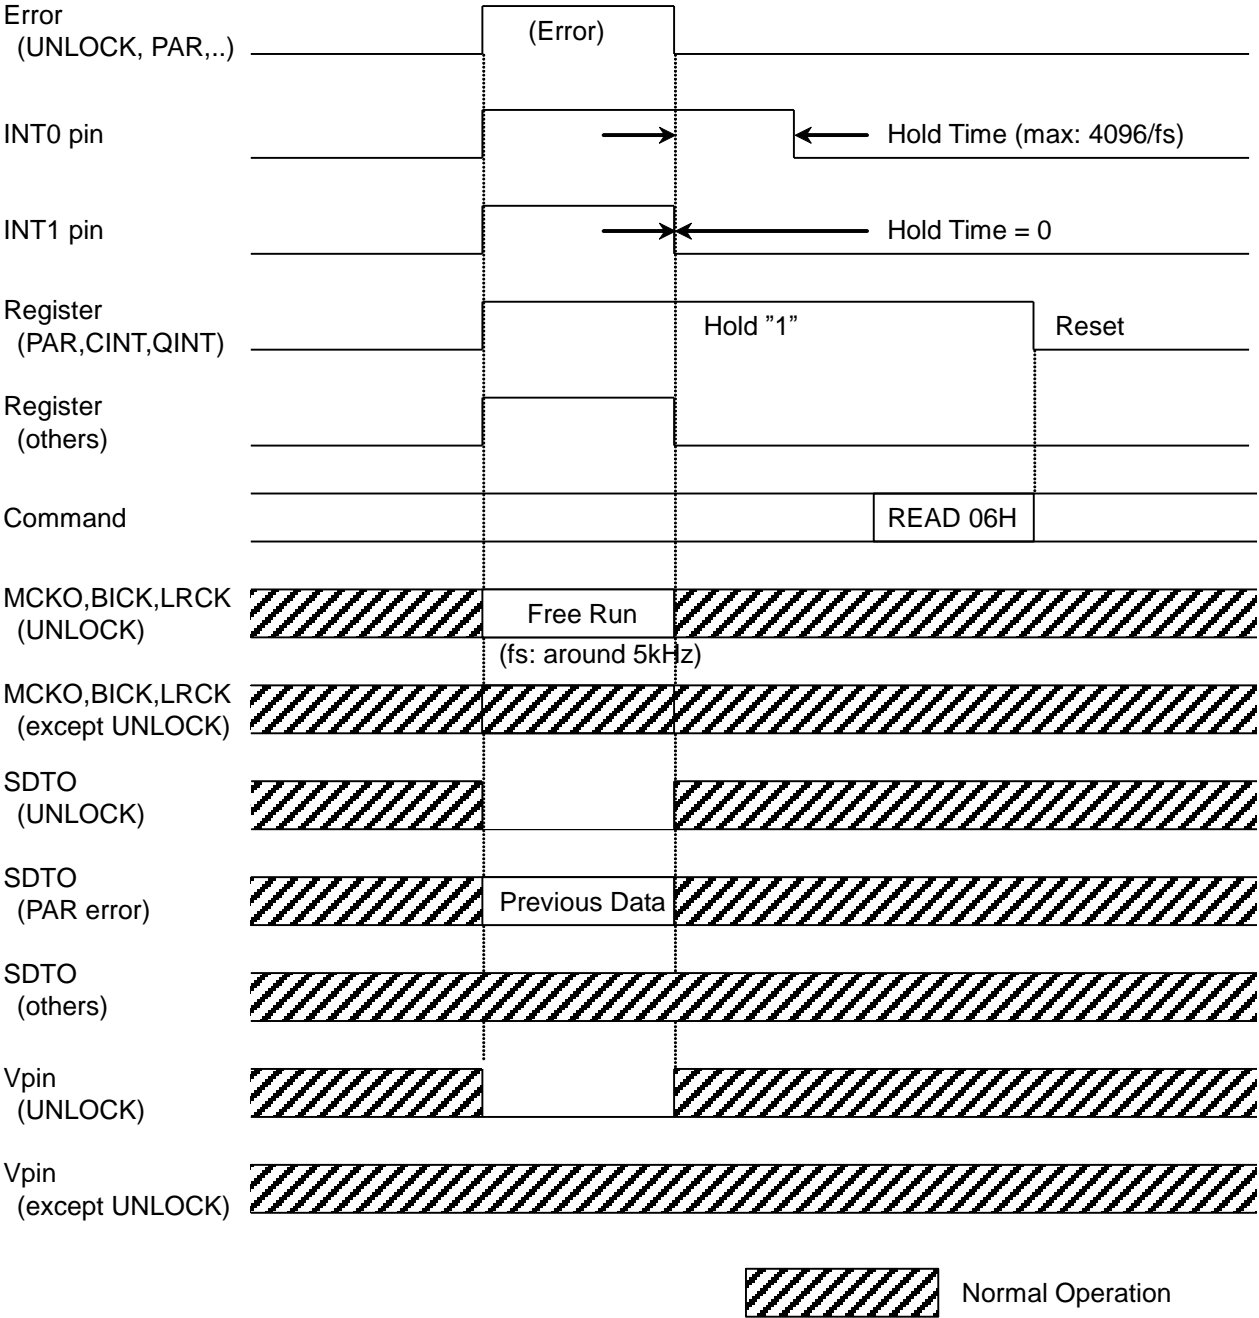 Error
(UNLOCK, PAR,..)
(Error)
INT0 pin
Hold Time (max: 4096/fs)
INT1 pin
Hold Time = 0
Register
(PAR,CINT,QINT)
Hold ”1”
Reset
Register
(others)
Command
READ 06H
MCKO,BICK,LRCK
(UNLOCK)
Free Run
(fs: around 5kHz)
MCKO,BICK,LRCK
(except UNLOCK)
SDTO
(UNLOCK)
SDTO
(PAR error)
Previous Data
SDTO
(others)
Vpin
(UNLOCK)
Vpin
(except UNLOCK)
Normal Operation